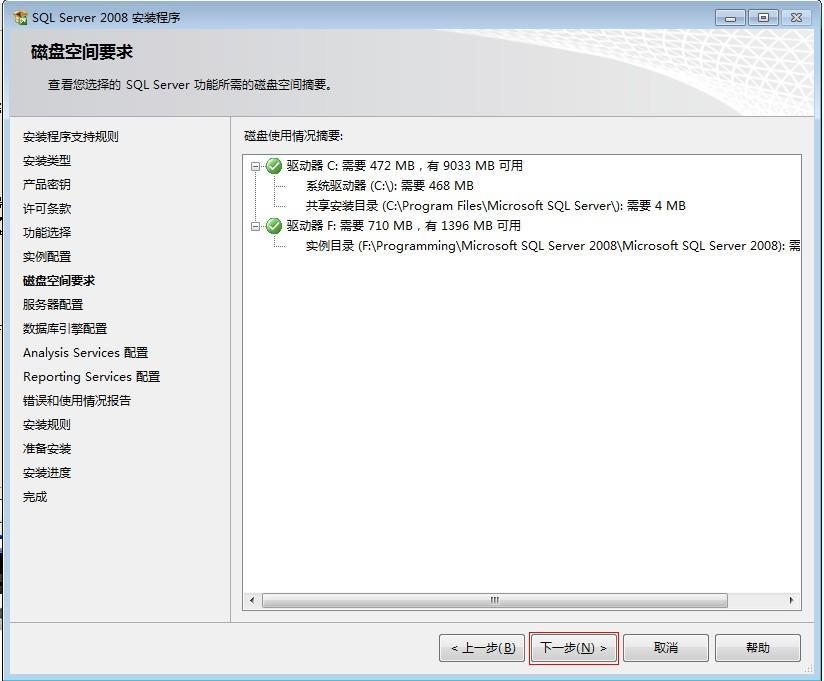 SQL Server 2008 安装程序
磁盘空间要求
查看您选择的 SQL Server 功能所需的磁盘空间摘要。
安装程序支持规则
安装类型
产品密钥
许可条款
功能选择
实例配置
磁盘空间要求
服务器配置
数据库引擎配置
Analysis Services 配置
Reporting Services 配置
错误和使用情况报告
安装规则
准备安装
安装进度
完成
磁盘使用情况摘要:
驱动器 C: 需要 472 MB，有 9033 MB 可用
系统驱动器 (C:\): 需要 468 MB
共享安装目录 (C:\Program Files\Microsoft SQL Server\): 需要 4 MB
驱动器 F: 需要 710 MB，有 1396 MB 可用
实例目录 (F:\Programming\Microsoft SQL Server 2008\Microsoft SQL Server 2008): 需
< 上一步(B)
下一步(N) >
取消
帮助